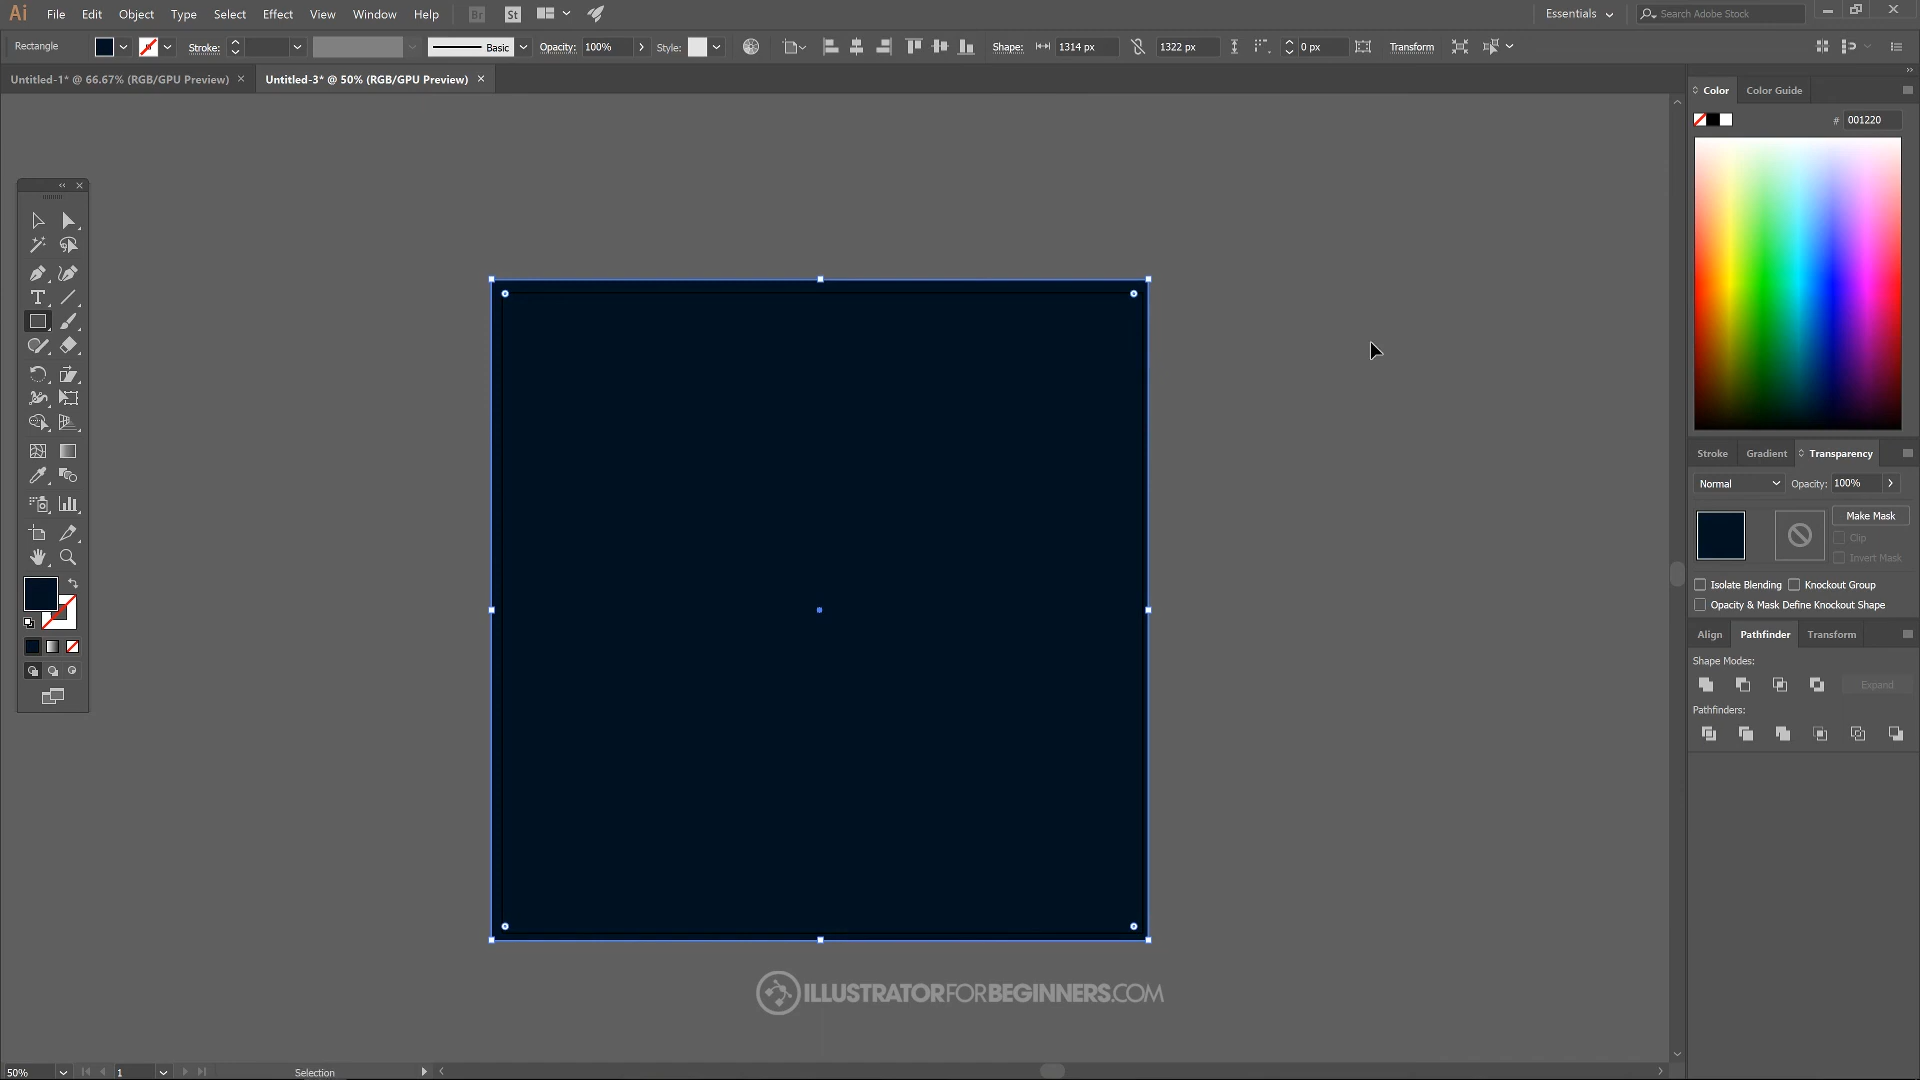 Ai File Edit Object Type Select Effect View Window Help Br St Essentials Search Adobe Stock
Rectangle Stroke: Basic Opacity: 100% Style: Shape: 1314 px 1322 px 0 px Transform
Untitled-1* @ 66.67% (RGB/GPU Preview) Untitled-3* @ 50% (RGB/GPU Preview)
Color Color Guide
# 001220
Stroke Gradient Transparency
Normal Opacity: 100%
Make Mask
Clip
Invert Mask
Isolate Blending Knockout Group
Opacity & Mask Define Knockout Shape
Align Pathfinder Transform
Shape Modes:
Expand
Pathfinders:
ILLUSTRATORFORBEGINNERS.COM
50% 1 Selection